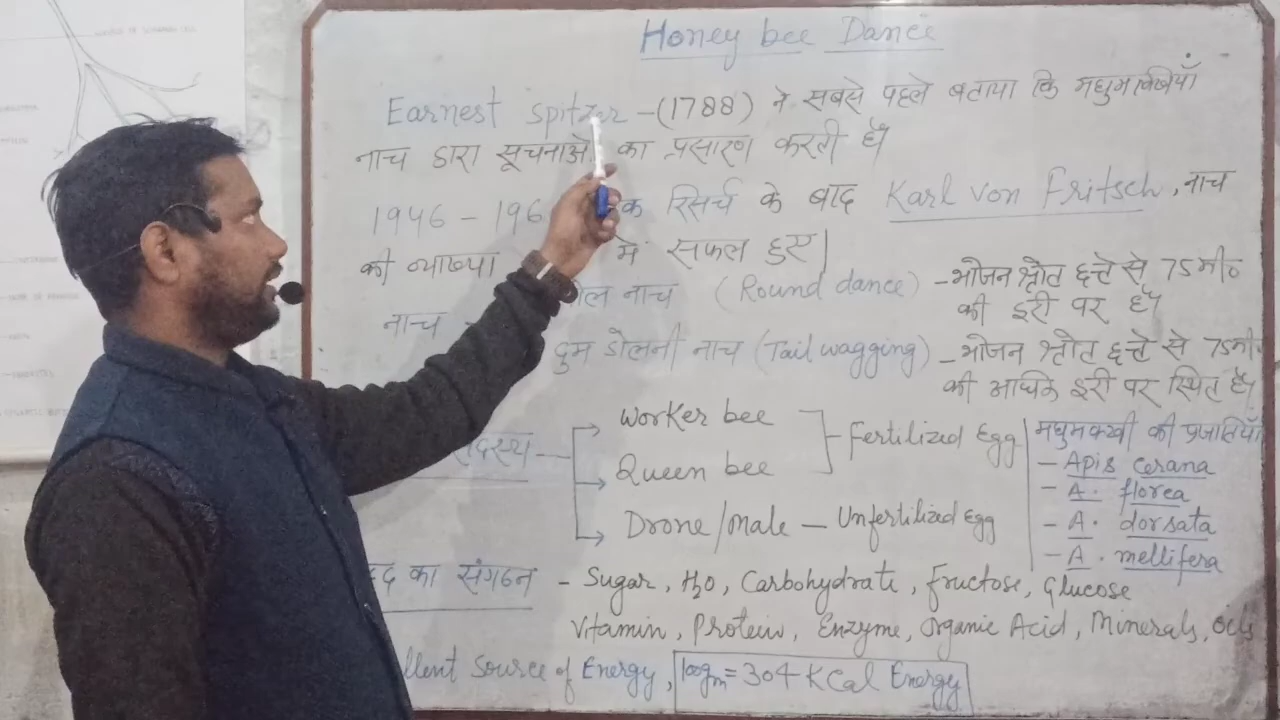 Honey bee Dance
Earnest Spitzer - (1788) ने सबसे पहले बताया कि मधुमक्खियाँ
नाच द्वारा सूचनाओं का प्रसारण करती हैं
1946 - 196 क रिसर्च के बाद Karl Von Fritsch, नाच
की व्याख्या में सफल हुए।
नाच गोल नाच (Round dance) - भोजन स्त्रोत छत्ते से 75 मी०
की दूरी पर हैं
दुम डोलनी नाच (Tail wagging) - भोजन स्त्रोत छत्ते से 75 मी०
की अधिक दूरी पर स्थित हैं
सदस्य
Worker bee
Queen bee
Fertilized Egg
Drone/Male - Unfertilized Egg
मधुमक्खी की प्रजातियाँ
- Apis cerana
- A. florea
- A. dorsata
- A. mellifera
का संगठन - Sugar, H2O, Carbohydrate, Fructose, Glucose
Vitamin, Protein, Enzyme, Organic Acid, Minerals, Oils
llent Source of Energy, 100gm = 304 KCal Energy